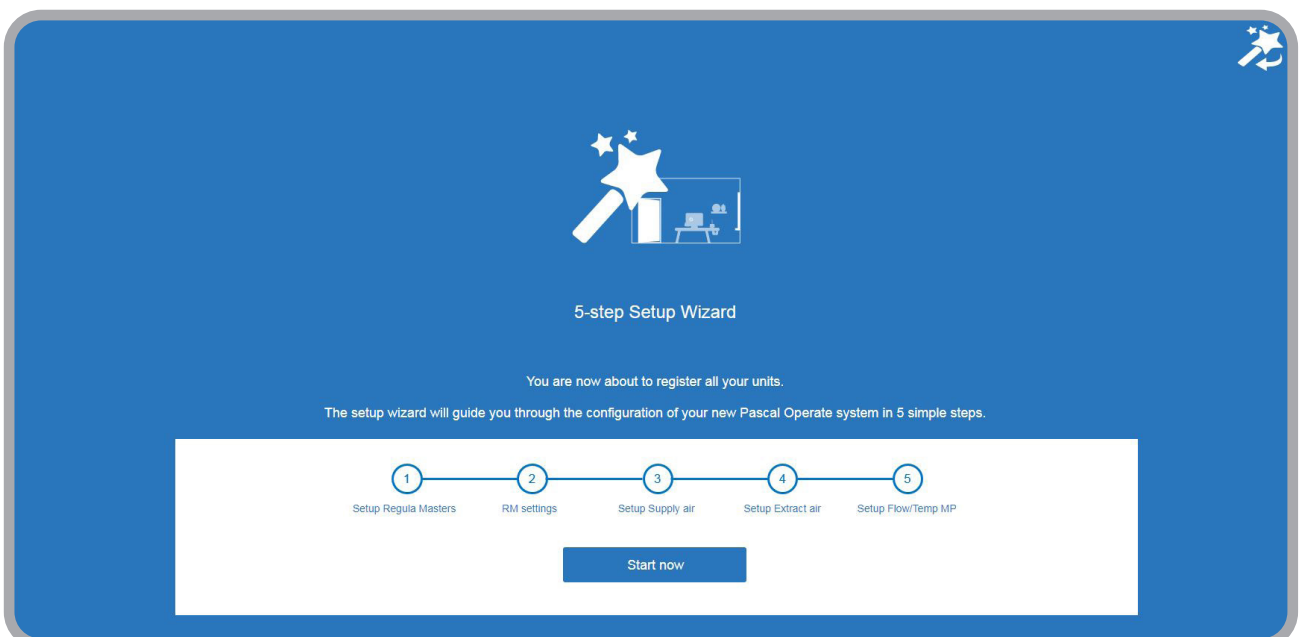 5-step Setup Wizard
You are now about to register all your units.
The setup wizard will guide you through the configuration of your new Pascal Operate system in 5 simple steps.
1 2 3 4 5
Setup Regula Masters RM settings Setup Supply air Setup Extract air Setup Flow/Temp MP
Start now